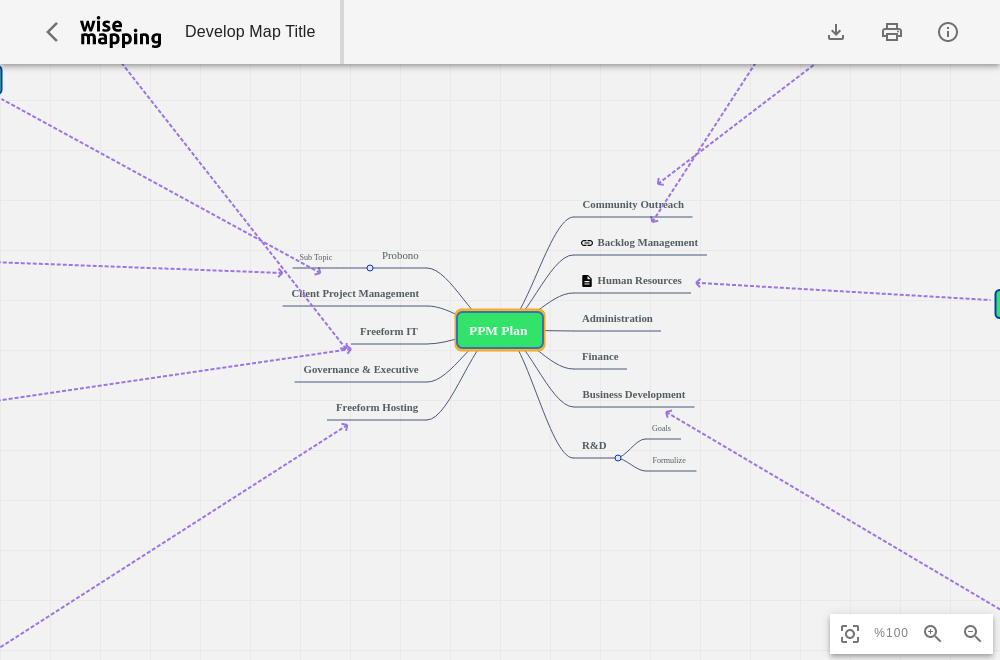 wise
mapping
Develop Map Title
Community Outreach
Backlog Management
Human Resources
Administration
Finance
Business Development
R&D
Goals
Formulize
PPM Plan
Probono
Sub Topic
Client Project Management
Freeform IT
Governance & Executive
Freeform Hosting
%100